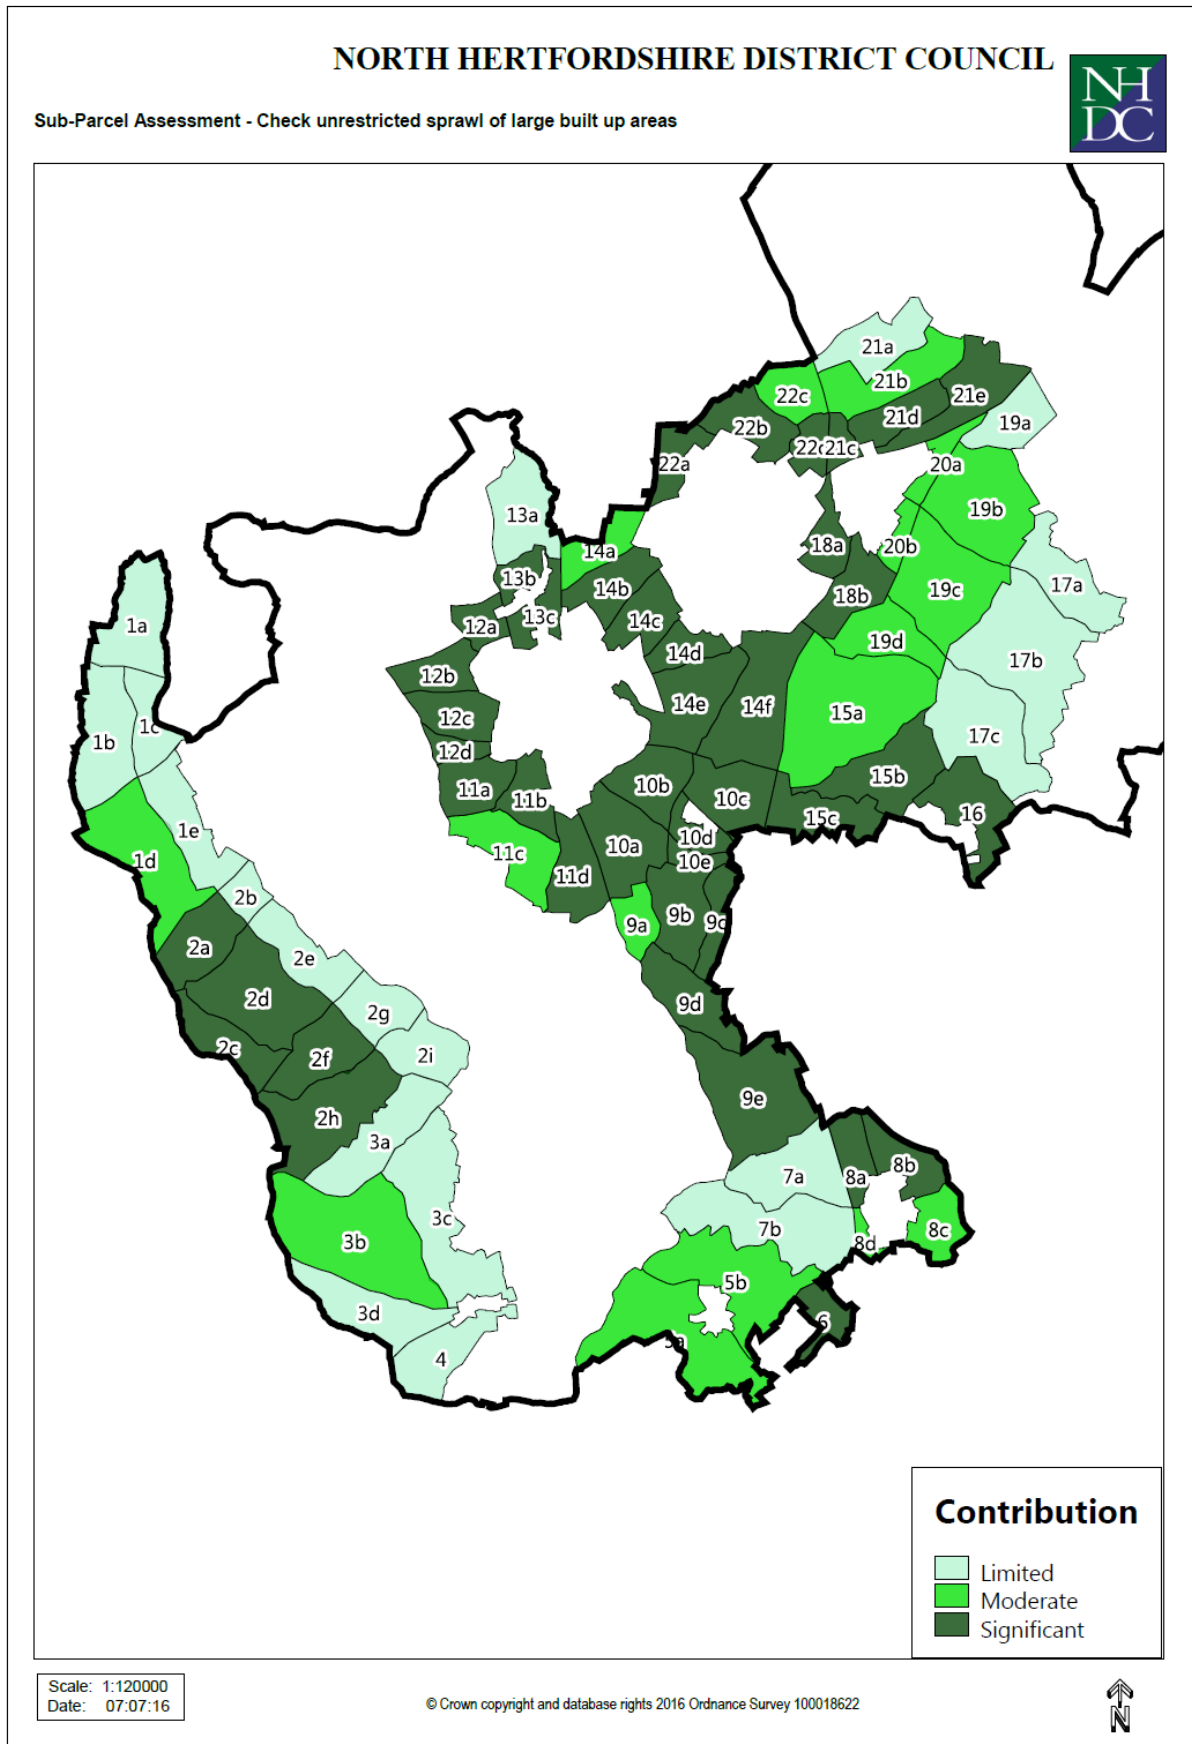 NORTH HERTFORDSHIRE DISTRICT COUNCIL
NH
DC
Sub-Parcel Assessment - Check unrestricted sprawl of large built up areas
21a
21b
22c
21e
21d
19a
22b
22d
21c
20a
22a
19b
13a
18a
20b
14a
17a
13b
14b
19c
18b
13c
14c
12a
1a
19d
14d
17b
12b
14e
14f
15a
12c
1c
17c
1b
12d
15b
10b
11a
11b
10c
16
15c
1e
10d
10a
11c
1d
10e
11d
2b
9b
9a
9c
2a
2e
2d
9d
2g
2c
2f
2i
9e
2h
3a
8b
7a
8a
3c
7b
8c
3b
8d
5b
3d
6
5a
4
Contribution
Limited
Moderate
Significant
Scale: 1:120000
Date: 07:07:16
© Crown copyright and database rights 2016 Ordnance Survey 100018622
N